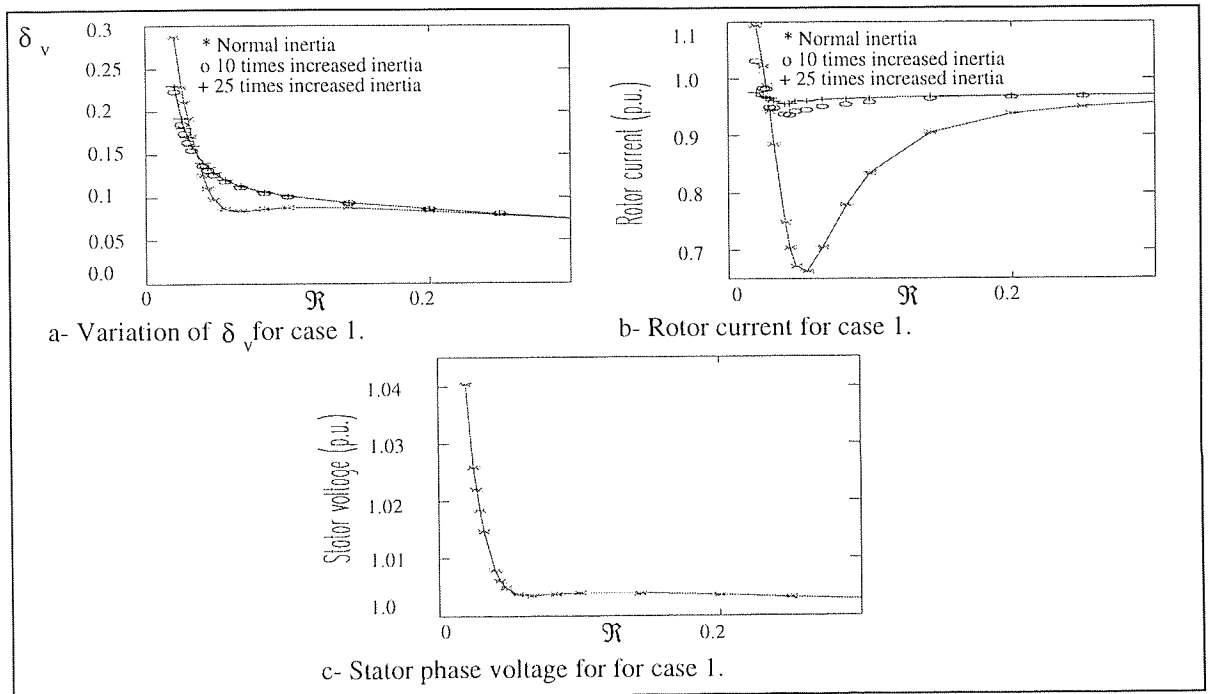 δ v
0.3
0.25
0.2
0.15
0.1
0.05
0.0
* Normal inertia
o 10 times increased inertia
+ 25 times increased inertia
0
ℜ
0.2
a- Variation of δ v for case 1.
Rotor current (p.u.)
1.1
1.0
0.9
0.8
0.7
* Normal inertia
o 10 times increased inertia
+ 25 times increased inertia
0
ℜ
0.2
b- Rotor current for case 1.
Stator voltage (p.u.)
1.04
1.03
1.02
1.01
1.0
0
ℜ
0.2
c- Stator phase voltage for for case 1.